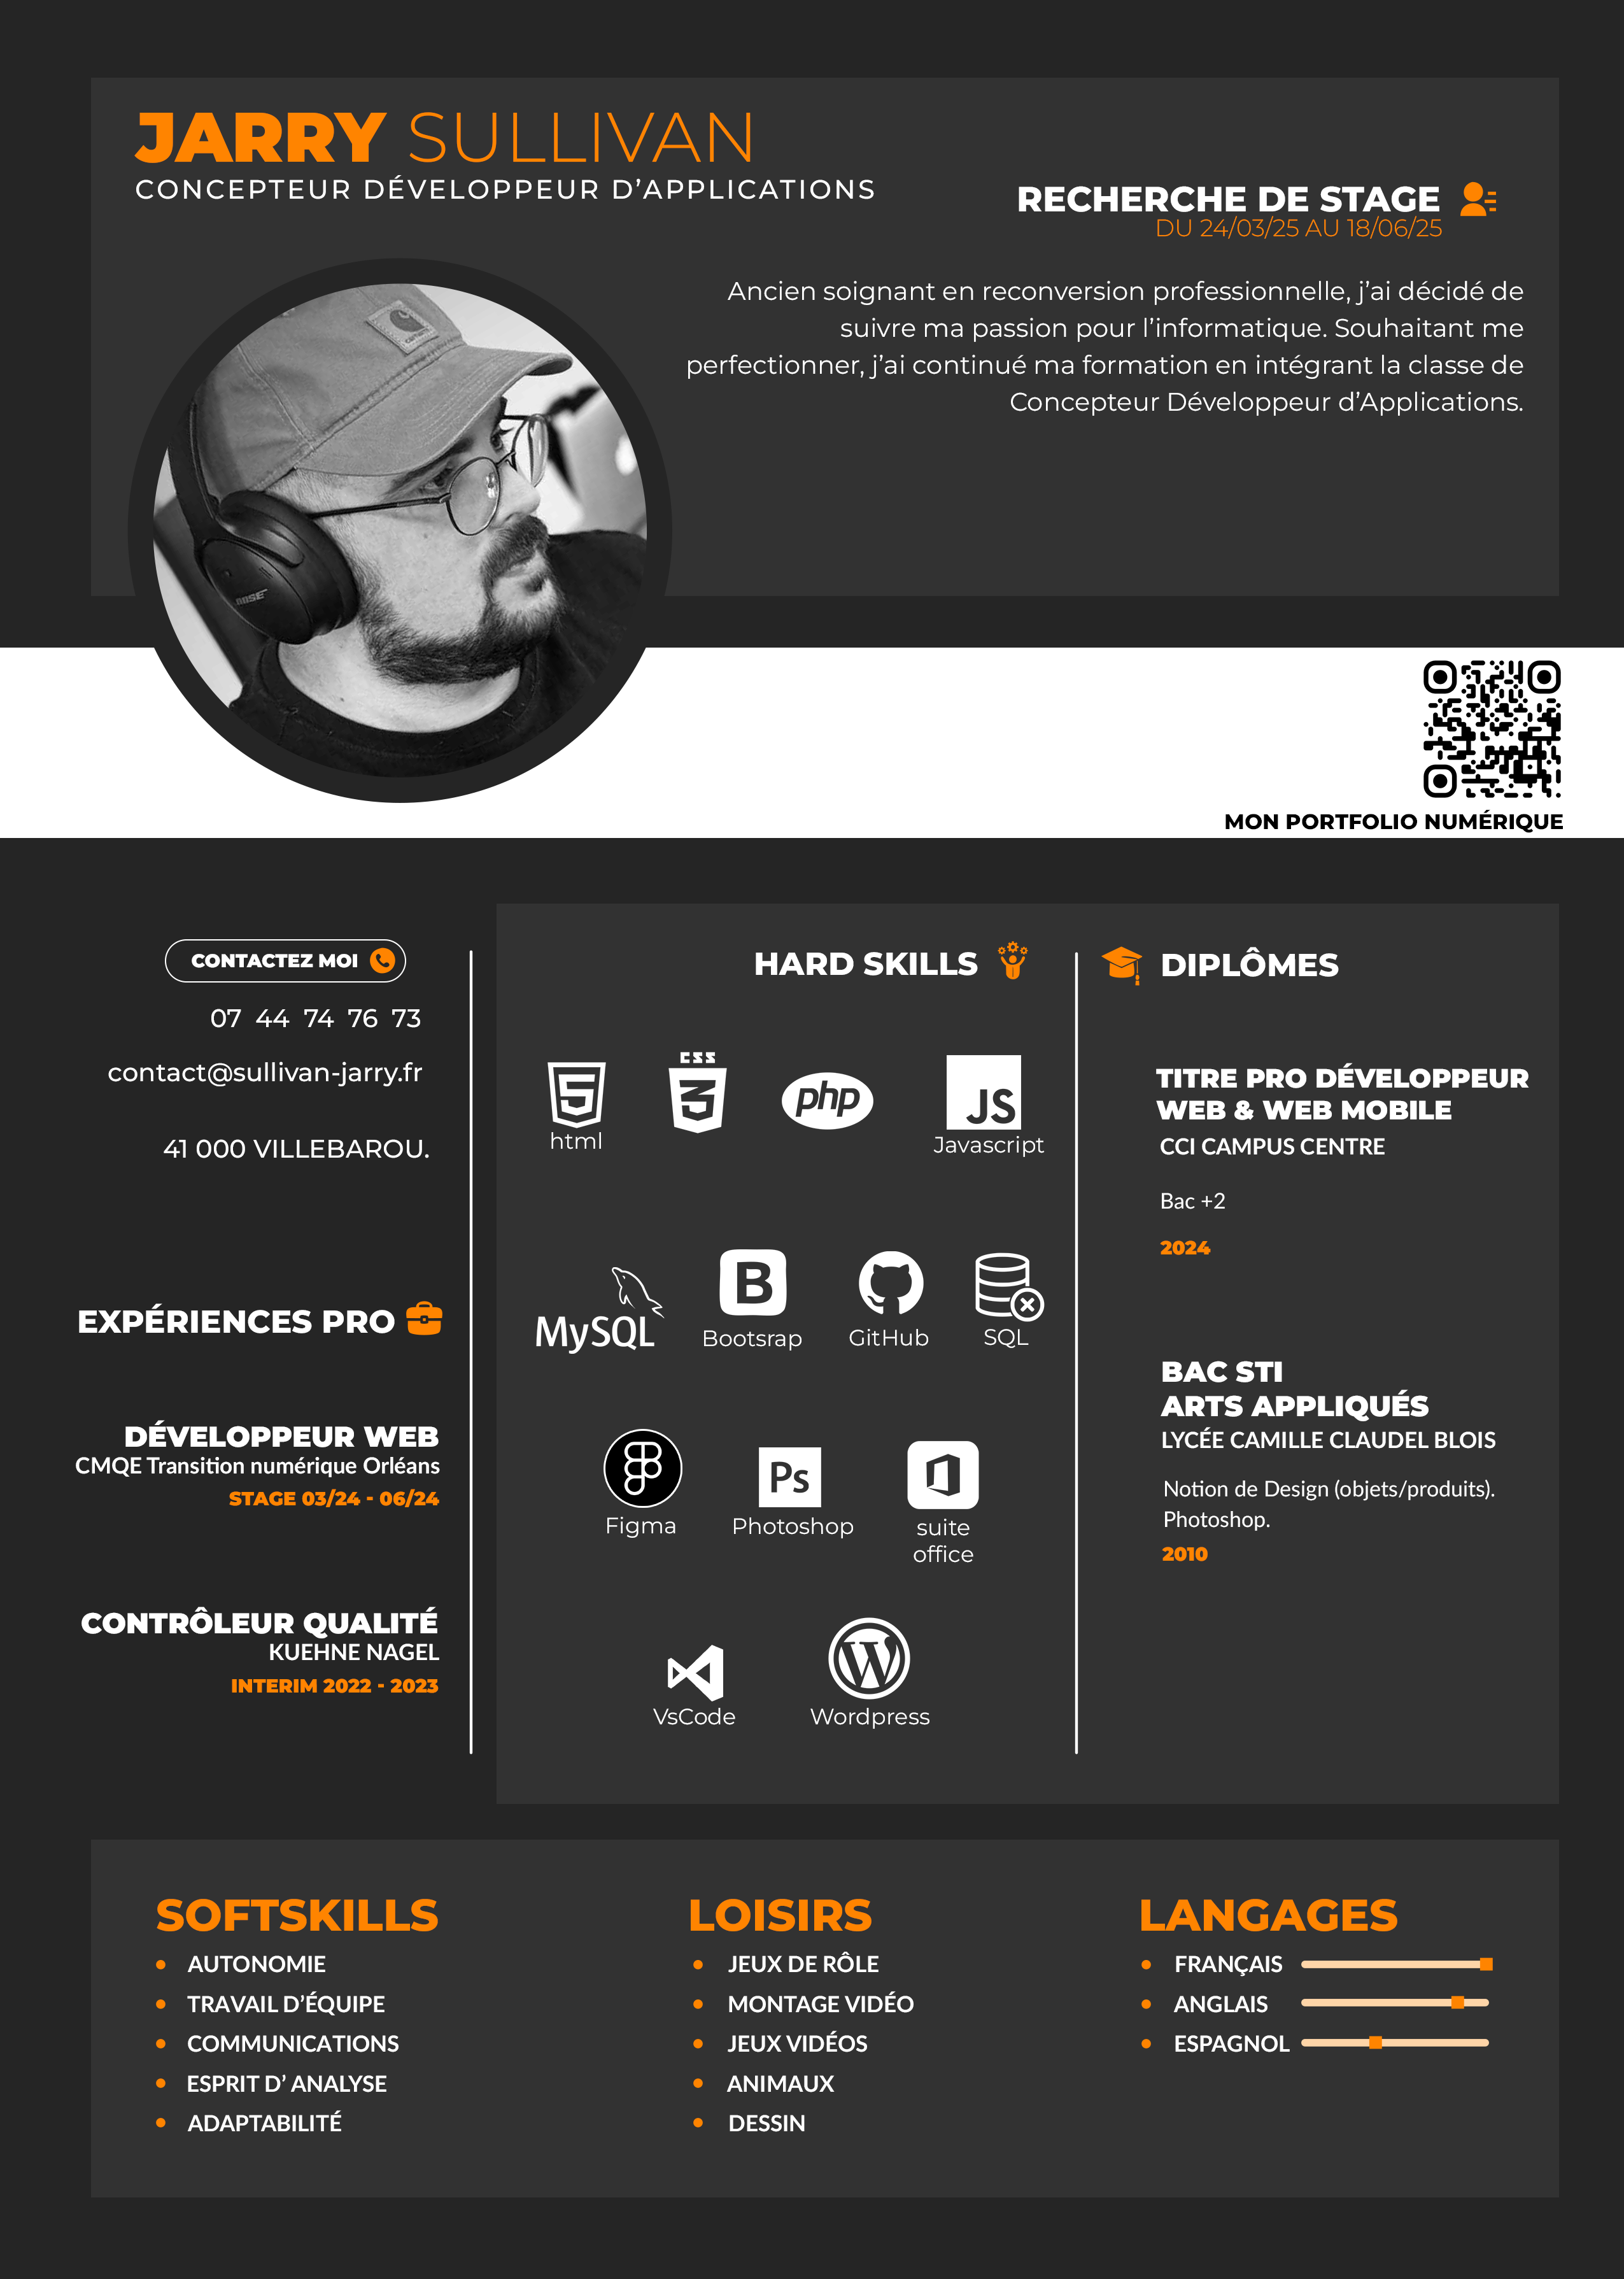 JARRY SULLIVAN
CONCEPTEUR DÉVELOPPEUR D'APPLICATIONS
RECHERCHE DE STAGE
DU 24/03/25 AU 18/06/25
Ancien soignant en reconversion professionnelle, j'ai décidé de
suivre ma passion pour l'informatique. Souhaitant me
perfectionner, j'ai continué ma formation en intégrant la classe de
Concepteur Développeur d'Applications.
BOSE
MON PORTFOLIO NUMÉRIQUE
CONTACTEZ MOI
07 44 74 76 73
contact@sullivan-jarry.fr
41 000 VILLEBAROU.
EXPÉRIENCES PRO
DÉVELOPPEUR WEB
CMQE Transition numérique Orléans
STAGE 03/24 - 06/24
CONTRÔLEUR QUALITÉ
KUEHNE NAGEL
INTERIM 2022 - 2023
HARD SKILLS
5
html
CSS
3
php
JS
Javascript
MySQL
B
Bootsrap
GitHub
SQL
Figma
Ps
Photoshop
suite
office
VsCode
W
Wordpress
DIPLÔMES
TITRE PRO DÉVELOPPEUR
WEB & WEB MOBILE
CCI CAMPUS CENTRE
Bac +2
2024
BAC STI
ARTS APPLIQUÉS
LYCÉE CAMILLE CLAUDEL BLOIS
Notion de Design (objets/produits).
Photoshop.
2010
SOFTSKILLS
AUTONOMIE
TRAVAIL D'ÉQUIPE
COMMUNICATIONS
ESPRIT D' ANALYSE
ADAPTABILITÉ
LOISIRS
JEUX DE RÔLE
MONTAGE VIDÉO
JEUX VIDÉOS
ANIMAUX
DESSIN
LANGAGES
FRANÇAIS
ANGLAIS
ESPAGNOL